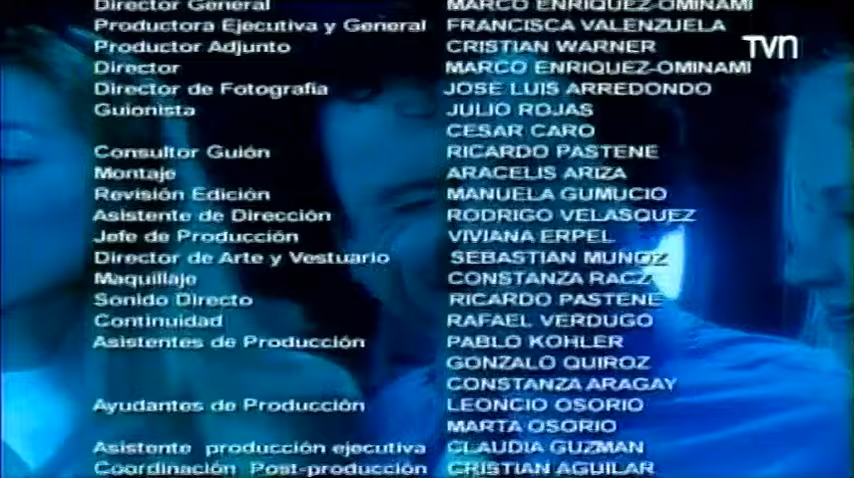 Director General MARCO ENRIQUEZ-OMINAMI
Productora Ejecutiva y General FRANCISCA VALENZUELA
Productor Adjunto CRISTIAN WARNER
TVN
Director MARCO ENRIQUEZ-OMINAMI
Director de Fotografía JOSE LUIS ARREDONDO
Guionista JULIO ROJAS
CESAR CARO
Consultor Guión RICARDO PASTENE
Montaje ARACELIS ARIZA
Revisión Edición MANUELA GUMUCIO
Asistente de Dirección RODRIGO VELASQUEZ
Jefe de Producción VIVIANA ERPEL
Director de Arte y Vestuario SEBASTIAN MUÑOZ
Maquillaje CONSTANZA RACZ
Sonido Directo RICARDO PASTENE
Continuidad RAFAEL VERDUGO
Asistentes de Producción PABLO KOHLER
GONZALO QUIROZ
CONSTANZA ARAGAY
Ayudantes de Producción LEONCIO OSORIO
MARTA OSORIO
Asistente producción ejecutiva CLAUDIA GUZMAN
Coordinación Post-producción CRISTIAN AGUILAR